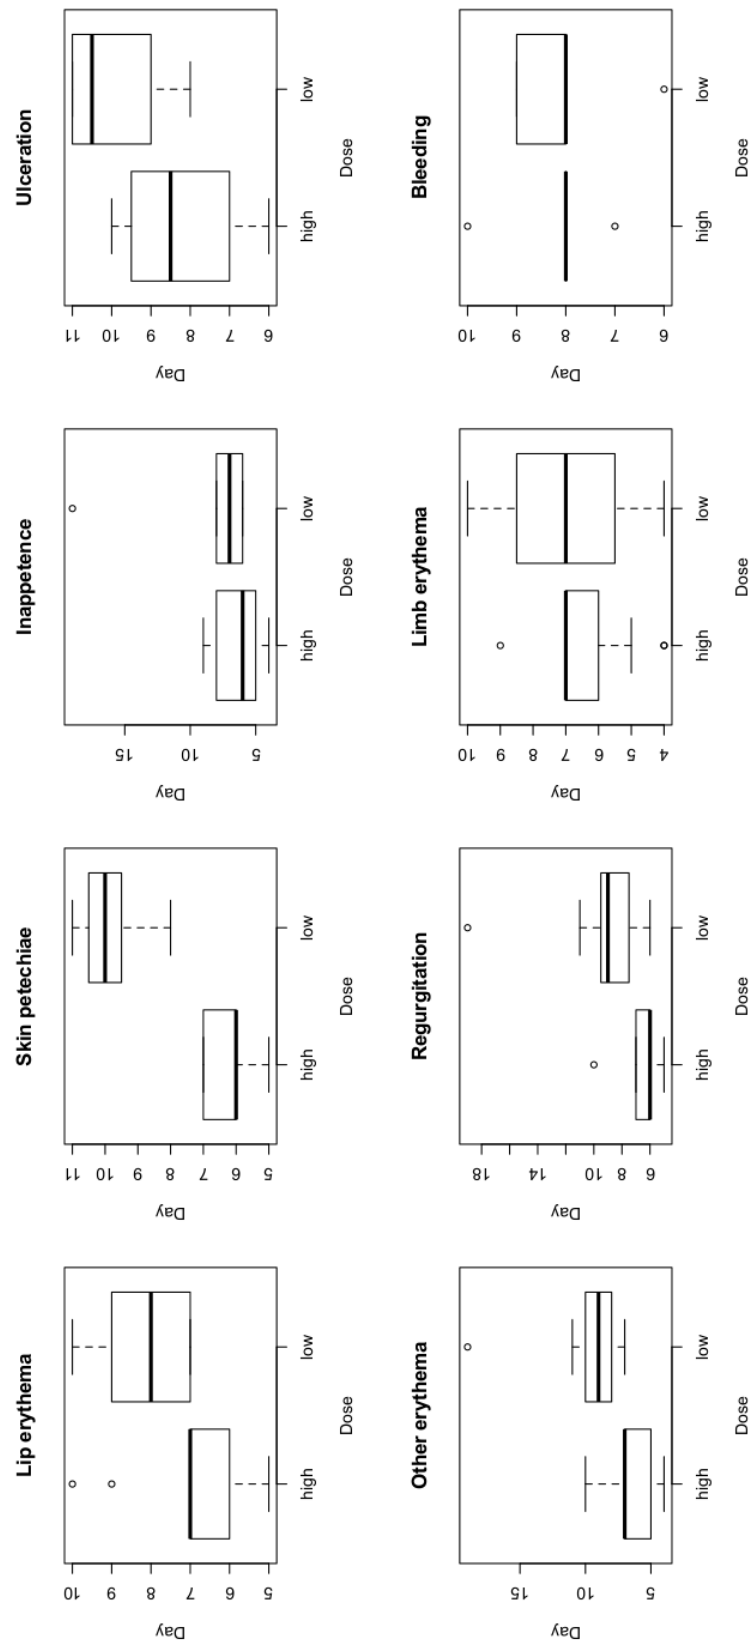 Lip erythema
Day
10
9
8
7
6
5
high
low
Dose
Skin petechiae
Day
11
10
9
8
7
6
5
high
low
Dose
Inappetence
Day
15
10
5
high
low
Dose
Ulceration
Day
11
10
9
8
7
6
high
low
Dose
Other erythema
Day
15
10
5
high
low
Dose
Regurgitation
Day
18
14
10
8
6
high
low
Dose
Limb erythema
Day
10
9
8
7
6
5
4
high
low
Dose
Bleeding
Day
10
9
8
7
6
high
low
Dose